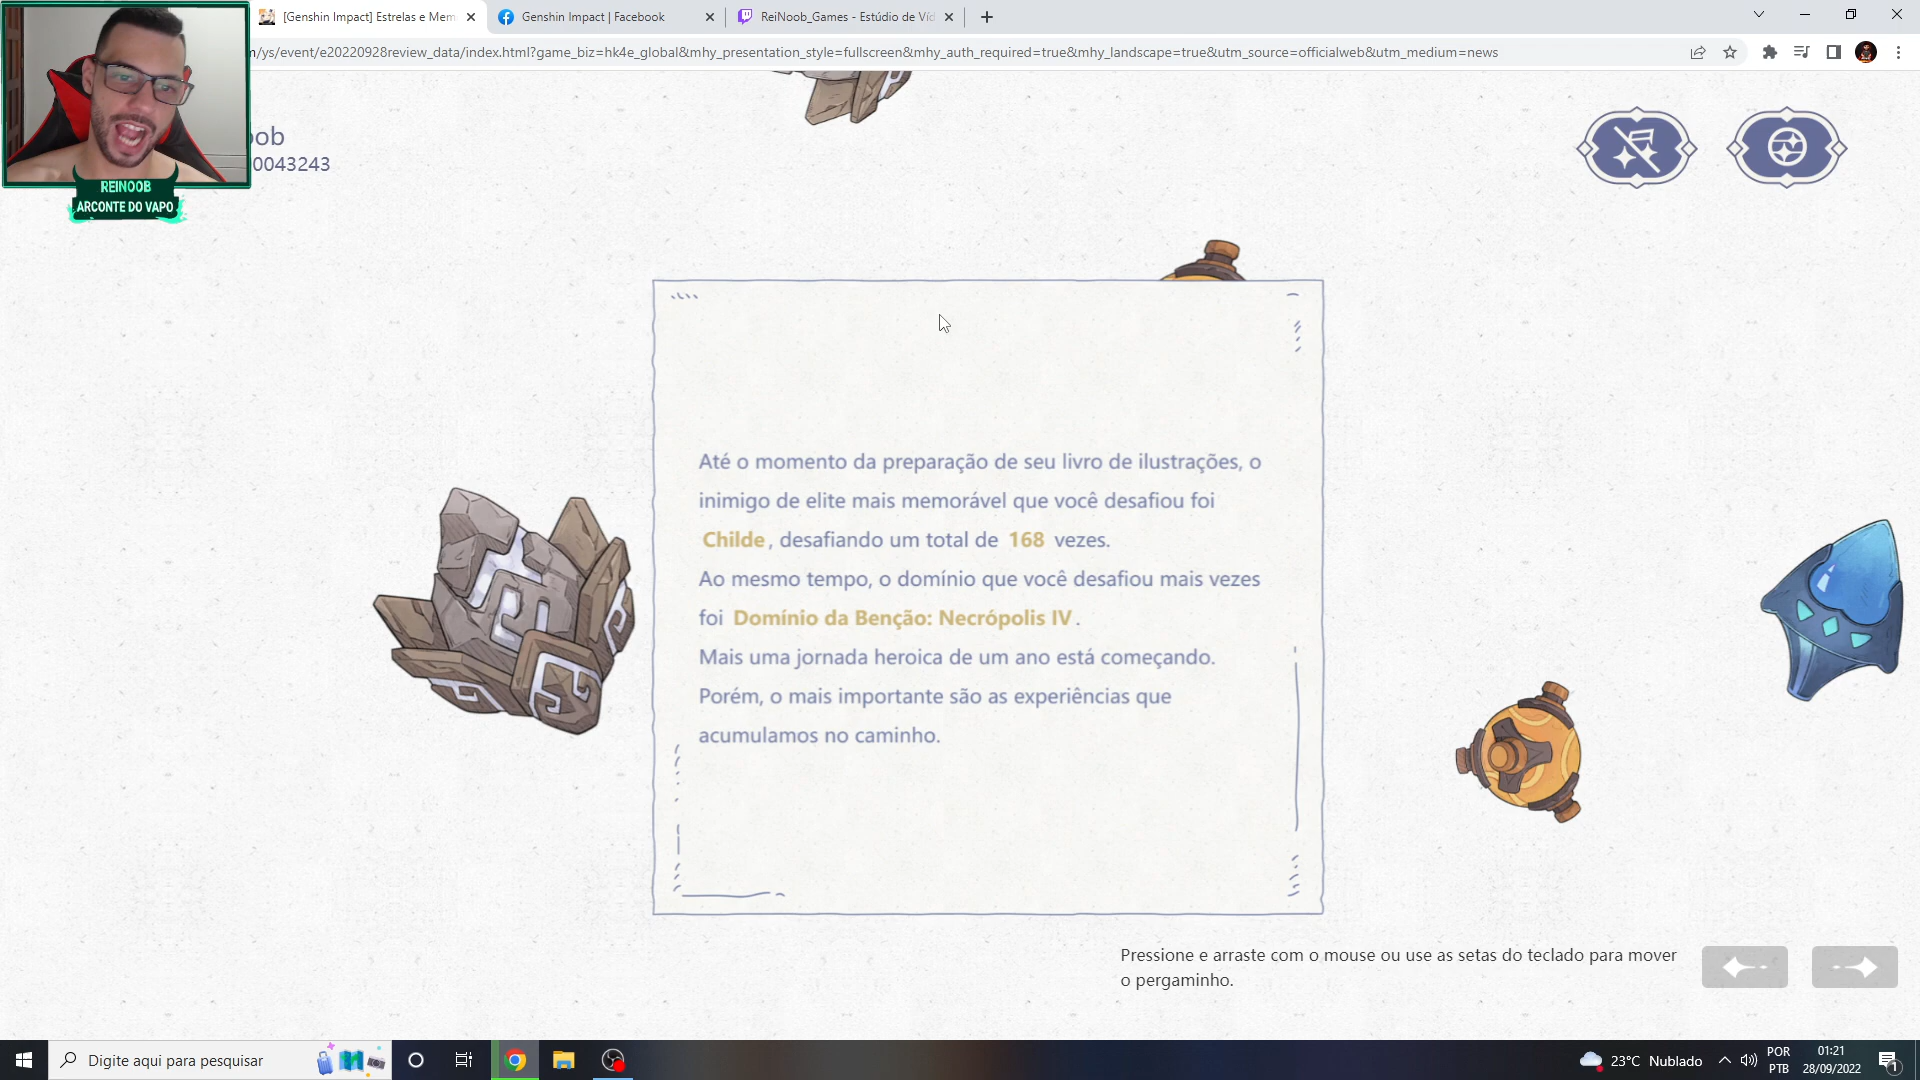 [Genshin Impact] Estrelas e Mem
Genshin Impact | Facebook
ReiNoob_Games - Estúdio de Víd
m/ys/event/e20220928review_data/index.html?game_biz=hk4e_global&mhy_presentation_style=fullscreen&mhy_auth_required=true&mhy_landscape=true&utm_source=officialweb&utm_medium=news
oob
0043243
REINOOB
ARCONTE DO VAPO
Até o momento da preparação de seu livro de ilustrações, o
inimigo de elite mais memorável que você desafiou foi
Childe, desafiando um total de 168 vezes.
Ao mesmo tempo, o domínio que você desafiou mais vezes
foi Domínio da Benção: Necrópolis IV.
Mais uma jornada heroica de um ano está começando.
Porém, o mais importante são as experiências que
acumulamos no caminho.
Pressione e arraste com o mouse ou use as setas do teclado para mover
o pergaminho.
Digite aqui para pesquisar
23°C Nublado
POR
PTB
01:21
28/09/2022
1